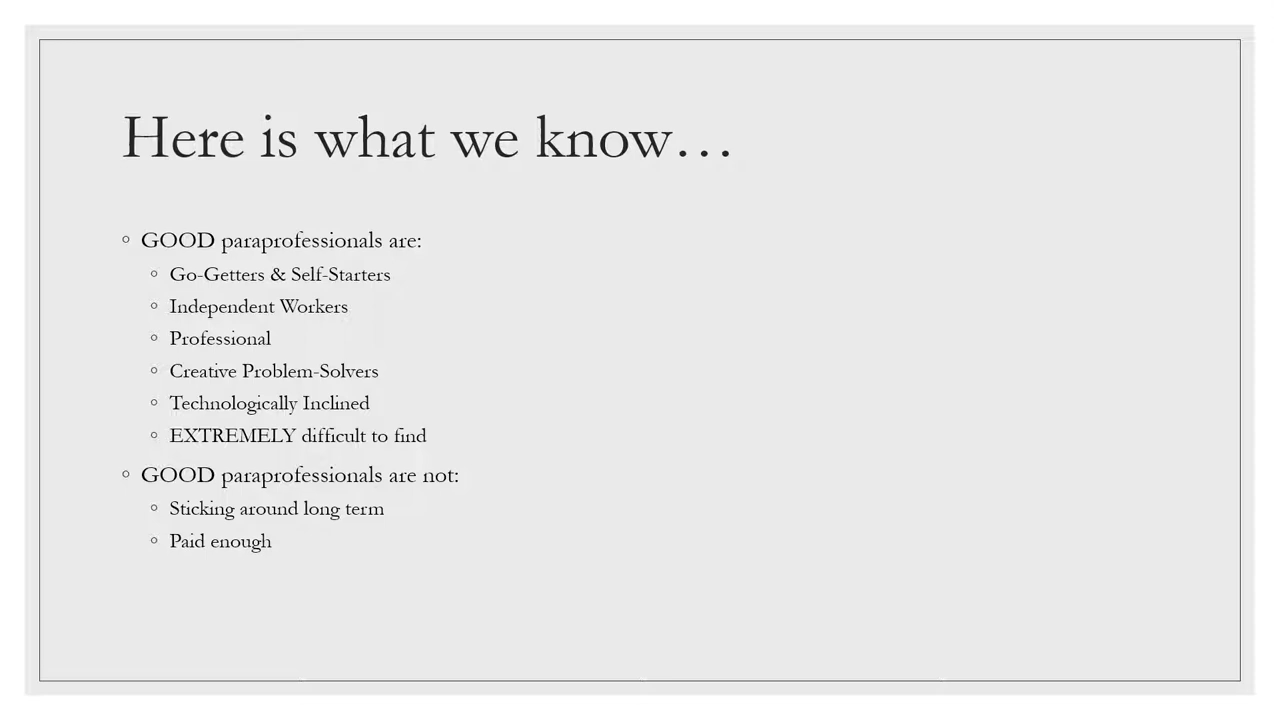 Here is what we know…
GOOD paraprofessionals are:
Go-Getters & Self-Starters
Independent Workers
Professional
Creative Problem-Solvers
Technologically Inclined
EXTREMELY difficult to find
GOOD paraprofessionals are not:
Sticking around long term
Paid enough